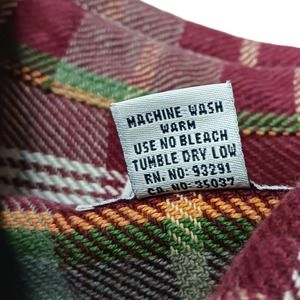 MACHINE WASH
WARM
USE NO BLEACH
TUMBLE DRY LOW
RN. NO: 93291
CA. NO: 35037